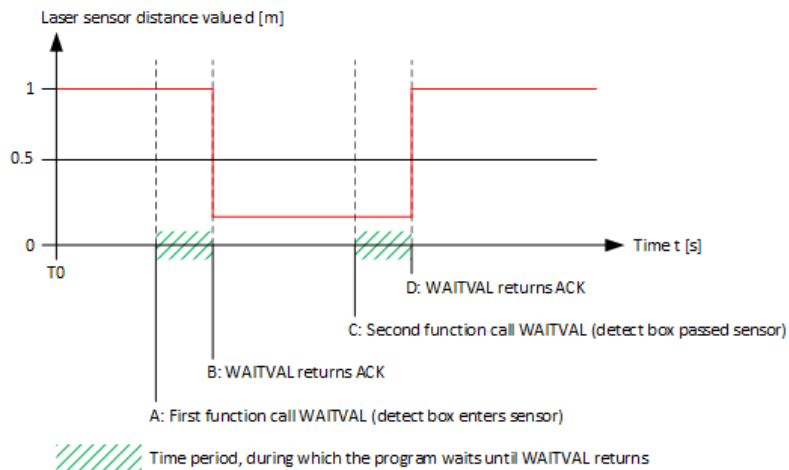 Laser sensor distance value d [m]
1
0.5
0
T0
Time t [s]
D: WAITVAL returns ACK
C: Second function call WAITVAL (detect box passed sensor)
B: WAITVAL returns ACK
A: First function call WAITVAL (detect box enters sensor)
Time period, during which the program waits until WAITVAL returns